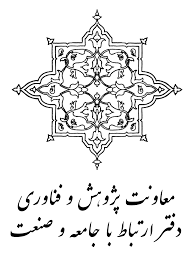 معاونت پژوهش و فناوری
دفتر ارتباط با جامعه و صنعت